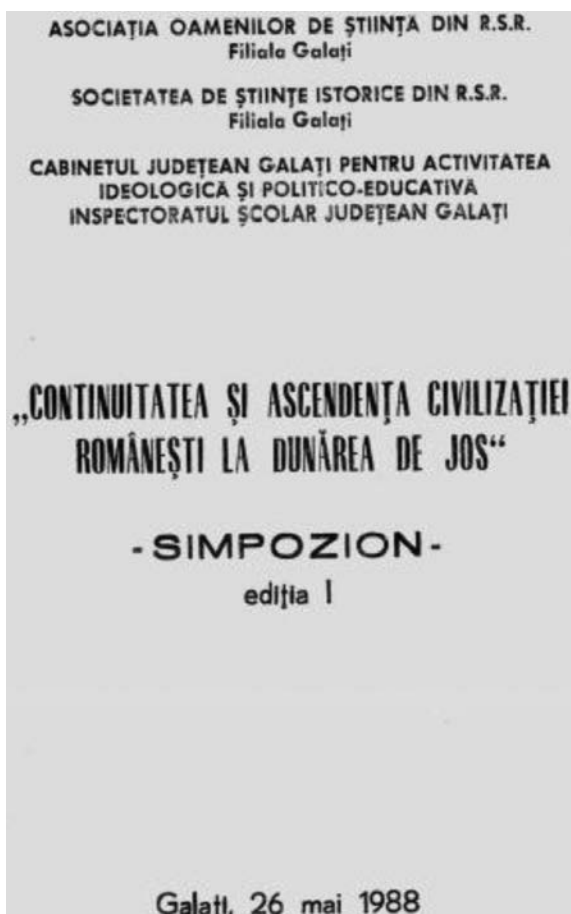 ASOCIAȚIA OAMENILOR DE ȘTIINȚĂ DIN R.S.R.
Filiala Galați
SOCIETATEA DE ȘTIINȚE ISTORICE DIN R.S.R.
Filiala Galați
CABINETUL JUDEȚEAN GALAȚI PENTRU ACTIVITATEA
IDEOLOGICĂ ȘI POLITICO-EDUCATIVĂ
INSPECTORATUL ȘCOLAR JUDEȚEAN GALAȚI
„CONTINUITATEA ȘI ASCENDENȚA CIVILIZAȚIEI
ROMÂNEȘTI LA DUNĂREA DE JOS“
- SIMPOZION -
ediția I
Galați, 26 mai 1988